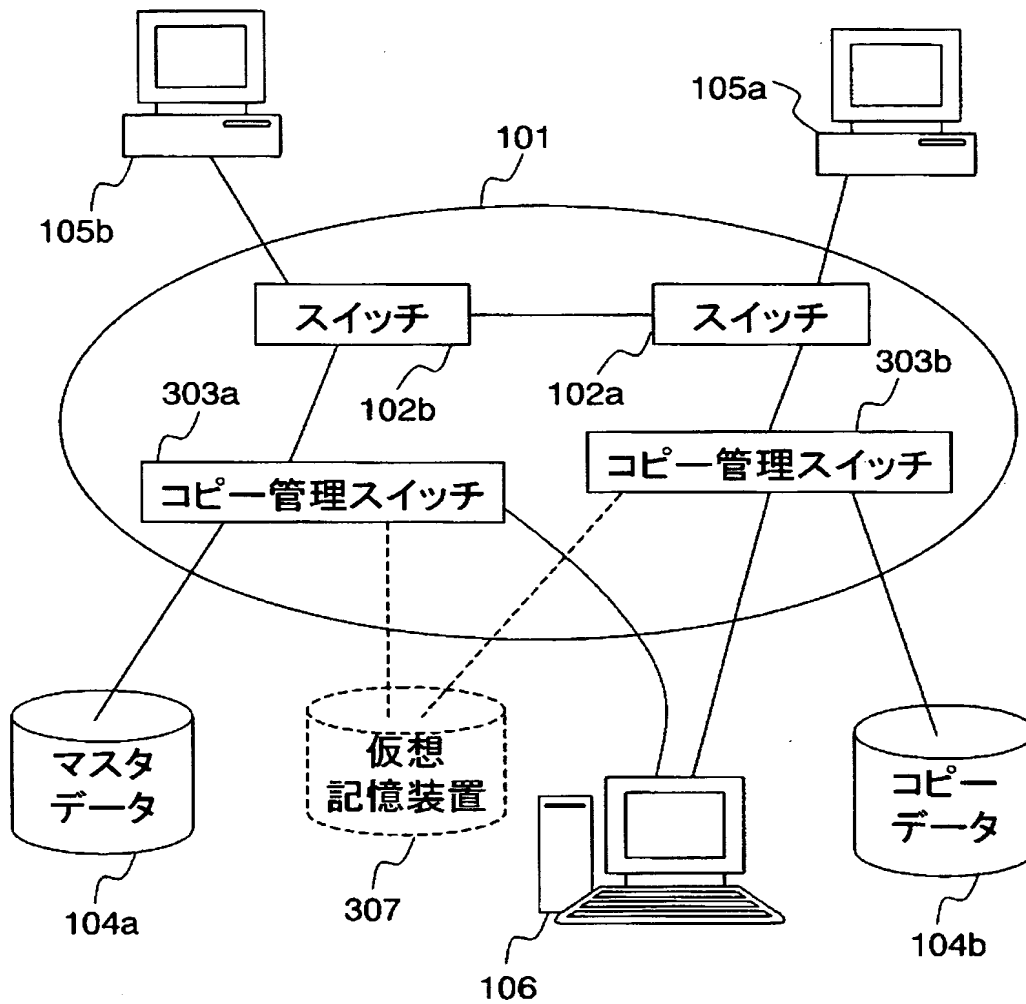 105a
101
105b
スイッチ
スイッチ
303b
303a
102b
102a
コピー管理スイッチ
コピー管理スイッチ
マスタ
データ
仮想
記憶装置
コピー
データ
104a
307
106
104b